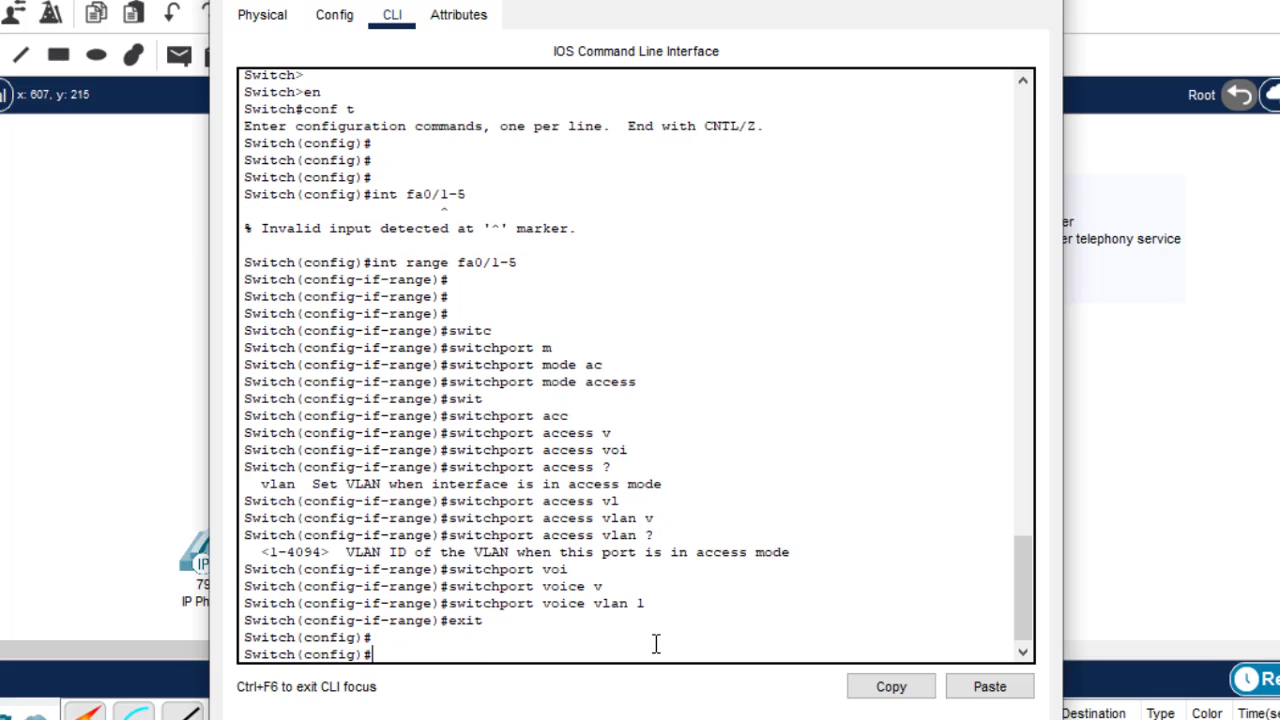 Physical Config CLI Attributes
IOS Command Line Interface
x: 607, y: 215
Root
Switch>
Switch>en
Switch#conf t
Enter configuration commands, one per line.  End with CNTL/Z.
Switch(config)#
Switch(config)#
Switch(config)#
Switch(config)#int fa0/1-5
^
% Invalid input detected at '^' marker.
Switch(config)#int range fa0/1-5
Switch(config-if-range)#
Switch(config-if-range)#
Switch(config-if-range)#
Switch(config-if-range)#switc
Switch(config-if-range)#switchport m
Switch(config-if-range)#switchport mode ac
Switch(config-if-range)#switchport mode access
Switch(config-if-range)#swit
Switch(config-if-range)#switchport acc
Switch(config-if-range)#switchport access v
Switch(config-if-range)#switchport access voi
Switch(config-if-range)#switchport access ?
vlan  Set VLAN when interface is in access mode
Switch(config-if-range)#switchport access vl
Switch(config-if-range)#switchport access vlan v
Switch(config-if-range)#switchport access vlan ?
<1-4094>  VLAN ID of the VLAN when this port is in access mode
Switch(config-if-range)#switchport voi
Switch(config-if-range)#switchport voice v
Switch(config-if-range)#switchport voice vlan 1
Switch(config-if-range)#exit
Switch(config)#
Switch(config)#
er
er telephony service
IP
79
IP Ph
Ctrl+F6 to exit CLI focus
Copy
Paste
Re
Destination Type Color Time(se